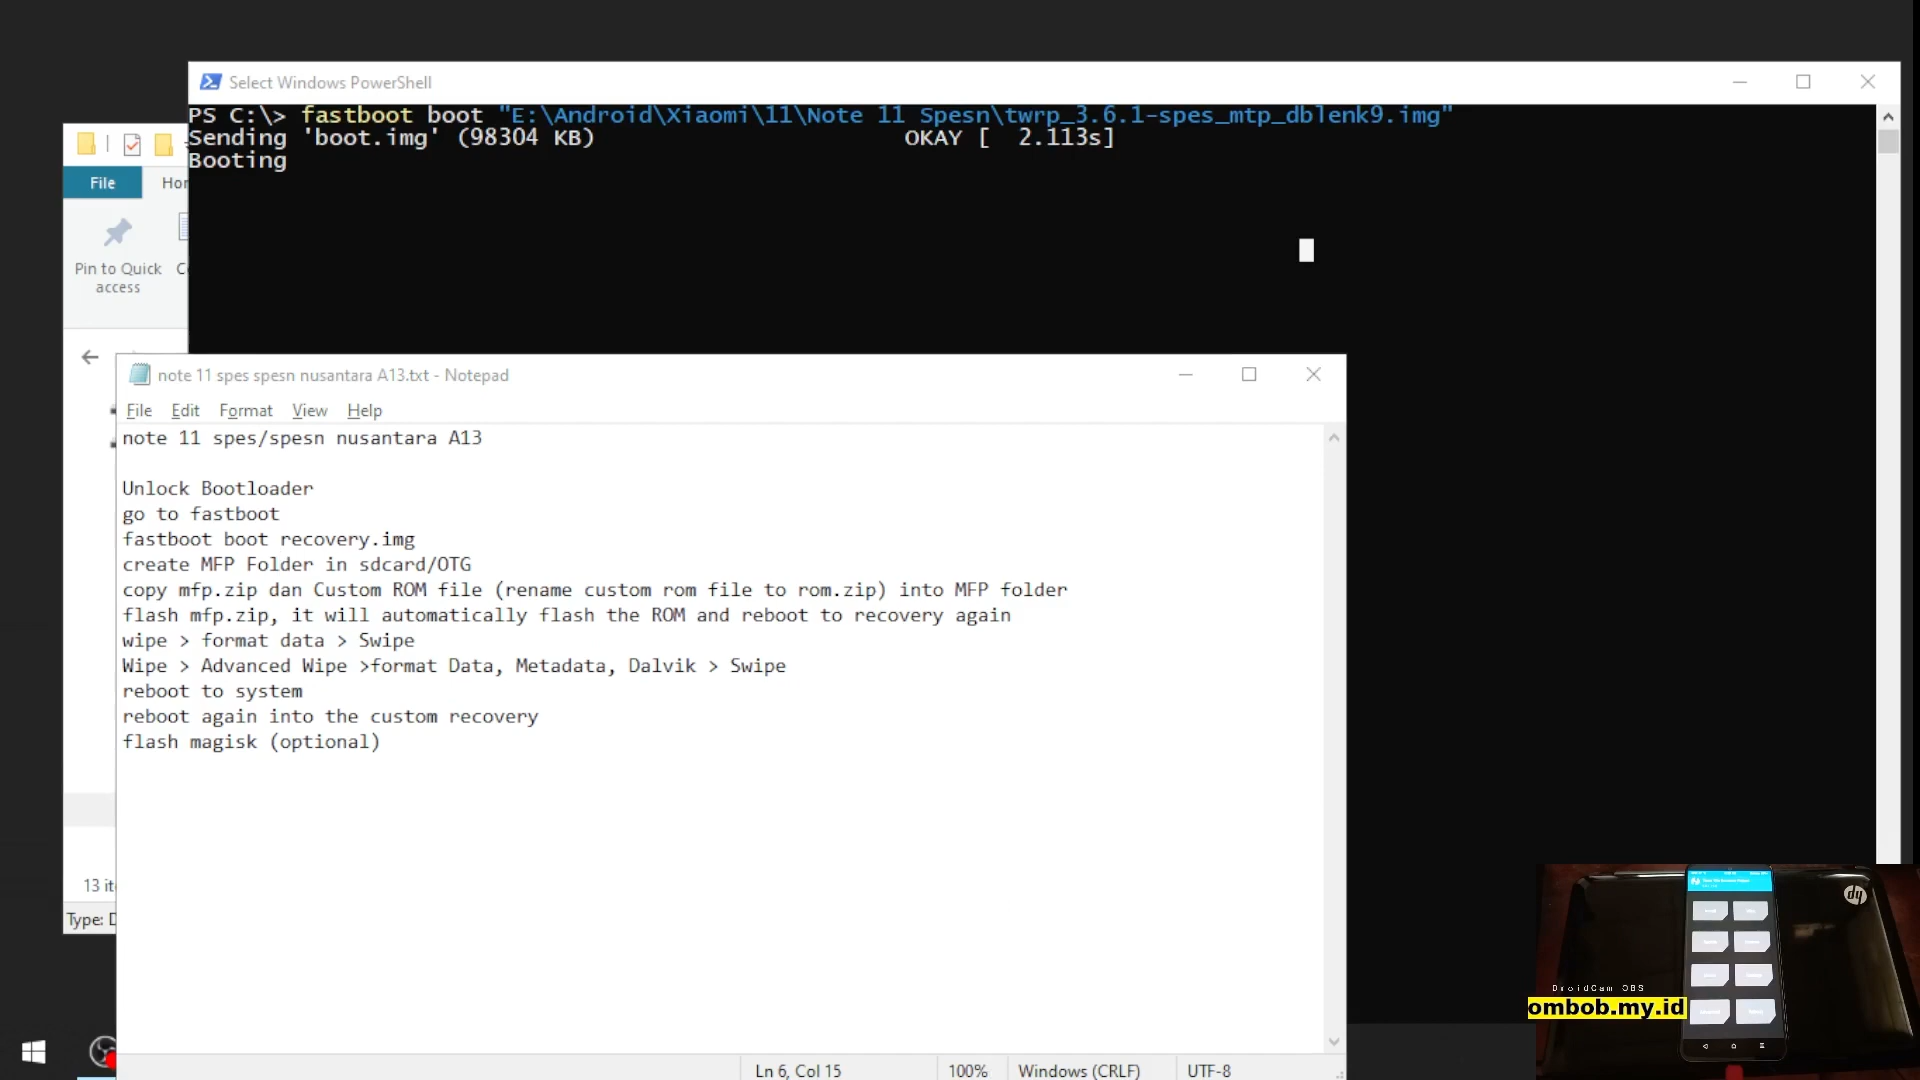 Select Windows PowerShell
PS C:\> fastboot boot "E:\Android\Xiaomi\11\Note 11 Spesn\twrp_3.6.1-spes_mtp_dblenk9.img"
Sending 'boot.img' (98304 KB) OKAY [ 2.113s]
Booting
File
Pin to Quick
access
note 11 spes spesn nusantara A13.txt - Notepad
File Edit Format View Help
note 11 spes/spesn nusantara A13
Unlock Bootloader
go to fastboot
fastboot boot recovery.img
create MFP Folder in sdcard/OTG
copy mfp.zip dan Custom ROM file (rename custom rom file to rom.zip) into MFP folder
flash mfp.zip, it will automatically flash the ROM and reboot to recovery again
wipe > format data > Swipe
Wipe > Advanced Wipe >format Data, Metadata, Dalvik > Swipe
reboot to system
reboot again into the custom recovery
flash magisk (optional)
13 it
Type: D
Ln 6, Col 15 100% Windows (CRLF) UTF-8
DroidCam OBS
ombob.my.id
hp